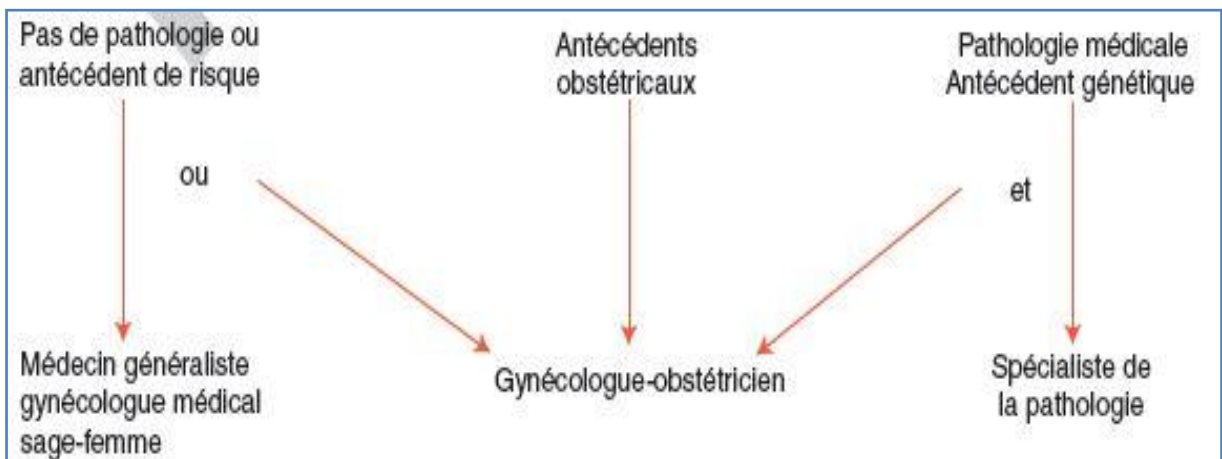 Pas de pathologie ou
antécédent de risque
Antécédents
obstétricaux
Pathologie médicale
Antécédent génétique
ou
et
Médecin généraliste
gynécologue médical
sage-femme
Gynécologue-obstétricien
Spécialiste de
la pathologie